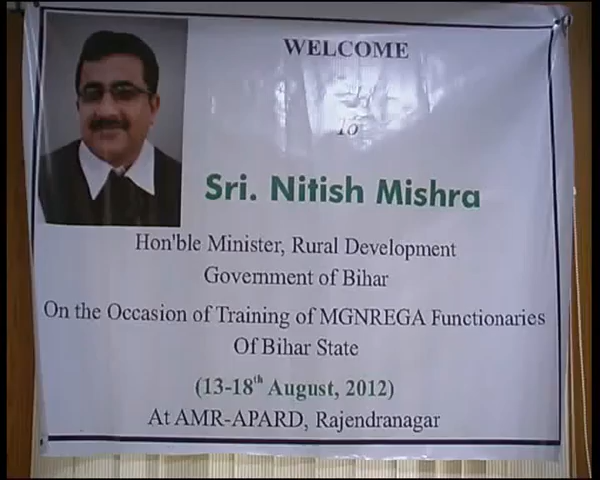 WELCOME
To
Sri. Nitish Mishra
Hon'ble Minister, Rural Development
Government of Bihar
On the Occasion of Training of MGNREGA Functionaries
Of Bihar State
(13-18th August, 2012)
At AMR-APARD, Rajendranagar